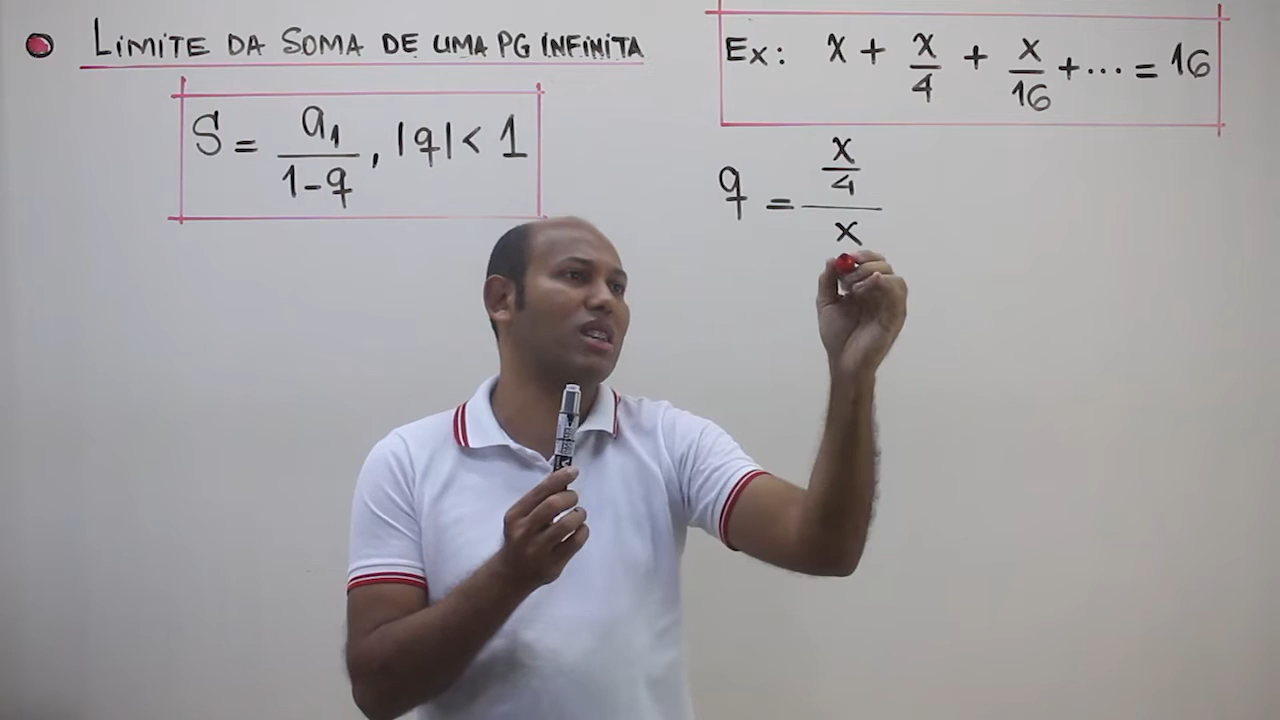 LIMITE DA SOMA DE UMA PG INFINITA
S = a₁/(1-q), |q| < 1
Ex: x + x/4 + x/16 + ... = 16
q = (x/4)/x